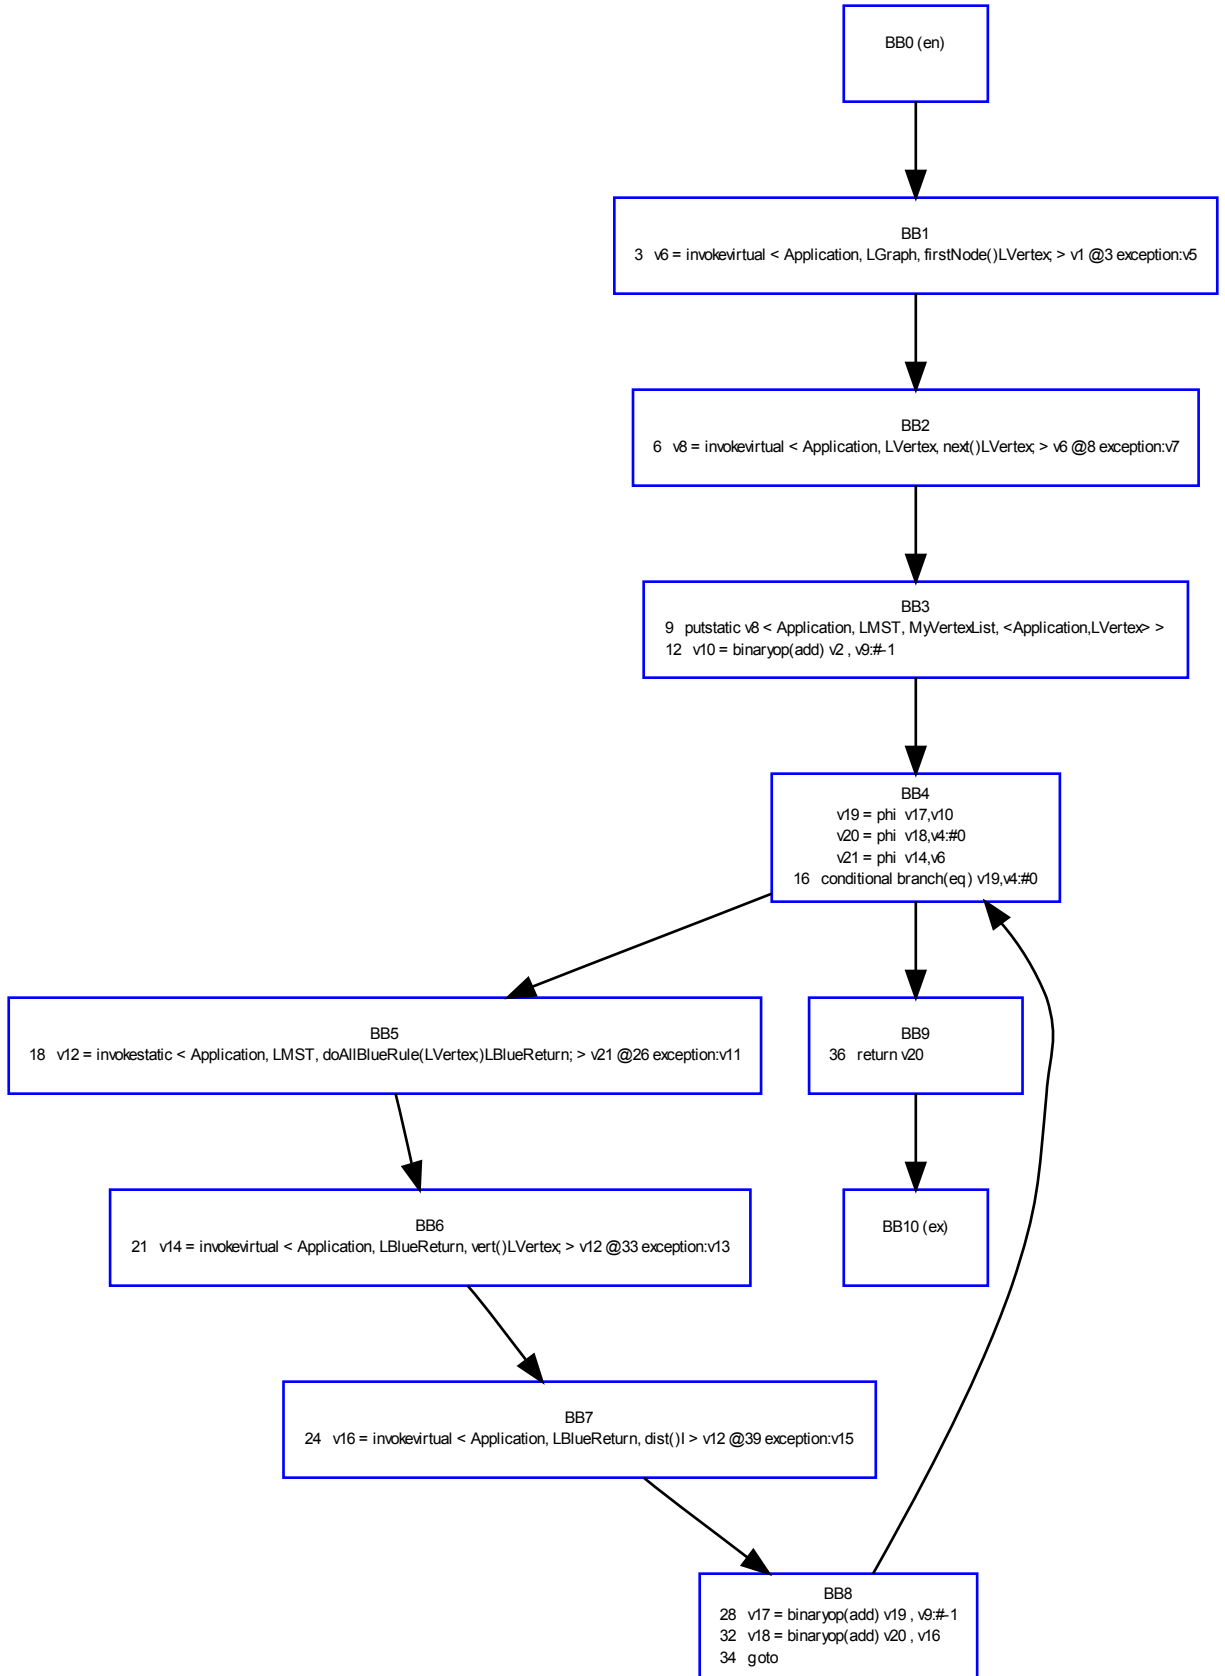 BB0 (en)
BB1
3 v6 = invokevirtual < Application, LGraph, firstNode()LVertex; > v1 @3 exception:v5
BB2
6 v8 = invokevirtual < Application, LVertex, next()LVertex; > v6 @8 exception:v7
BB3
9 putstatic v8 < Application, LMST, MyVertexList, <Application,LVertex> >
12 v10 = binaryop(add) v2 , v9:#-1
BB4
v19 = phi v17,v10
v20 = phi v18,v4:#0
v21 = phi v14,v6
16 conditional branch(eq) v19,v4:#0
BB5
18 v12 = invokestatic < Application, LMST, doAllBlueRule(LVertex;)LBlueReturn; > v21 @26 exception:v11
BB9
36 return v20
BB6
21 v14 = invokevirtual < Application, LBlueReturn, vert()LVertex; > v12 @33 exception:v13
BB10 (ex)
BB7
24 v16 = invokevirtual < Application, LBlueReturn, dist()I > v12 @39 exception:v15
BB8
28 v17 = binaryop(add) v19 , v9:#-1
32 v18 = binaryop(add) v20 , v16
34 goto